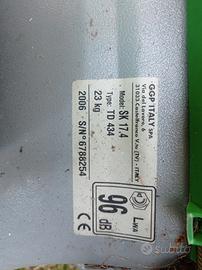 GGP ITALY SPA
Via del Lavoro, 6
31033 Castelfranco V.to (TV) - ITALY
Model: SK 17.4
Type: TD 434
23 kg
2006 S/N°6788254
LWA
96
dB
subito